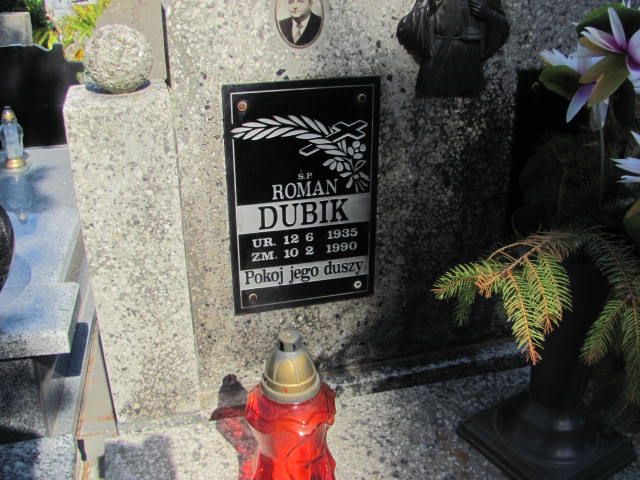 Ś.P.
ROMAN
DUBIK
UR. 12 6 1935
ZM. 10 2 1990
Pokoj jego duszy